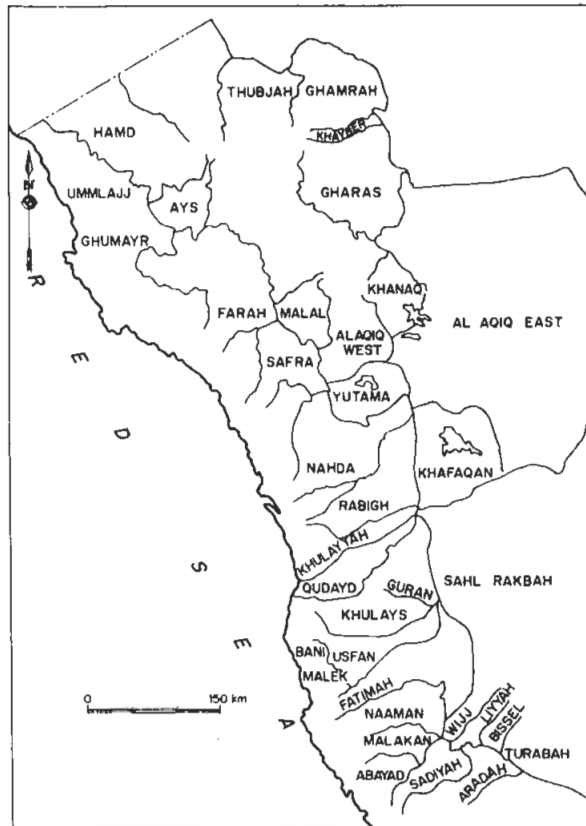 THUBJAH
GHAMRAH
KHAYBER
HAMD
GHARAS
UMMLAJJ
AYS
N
GHUMAYR
KHANAQ
FARAH
MALAL
AL AQIQ EAST
ALAQIQ
WEST
SAFRA
YUTAMA
NAHDA
KHAFAQAN
RABIGH
KHULAYYAH
QUDAYD
GURAN
SAHL RAKBAH
KHULAYS
BANI
MALEK
USFAN
FATIMAH
NAAMAN
WIJJ
LIYYAH
BISSEL
MALAKAN
TURABAH
ABAYAD
SADIYAH
ARADAH
RED SEA
0 150 km